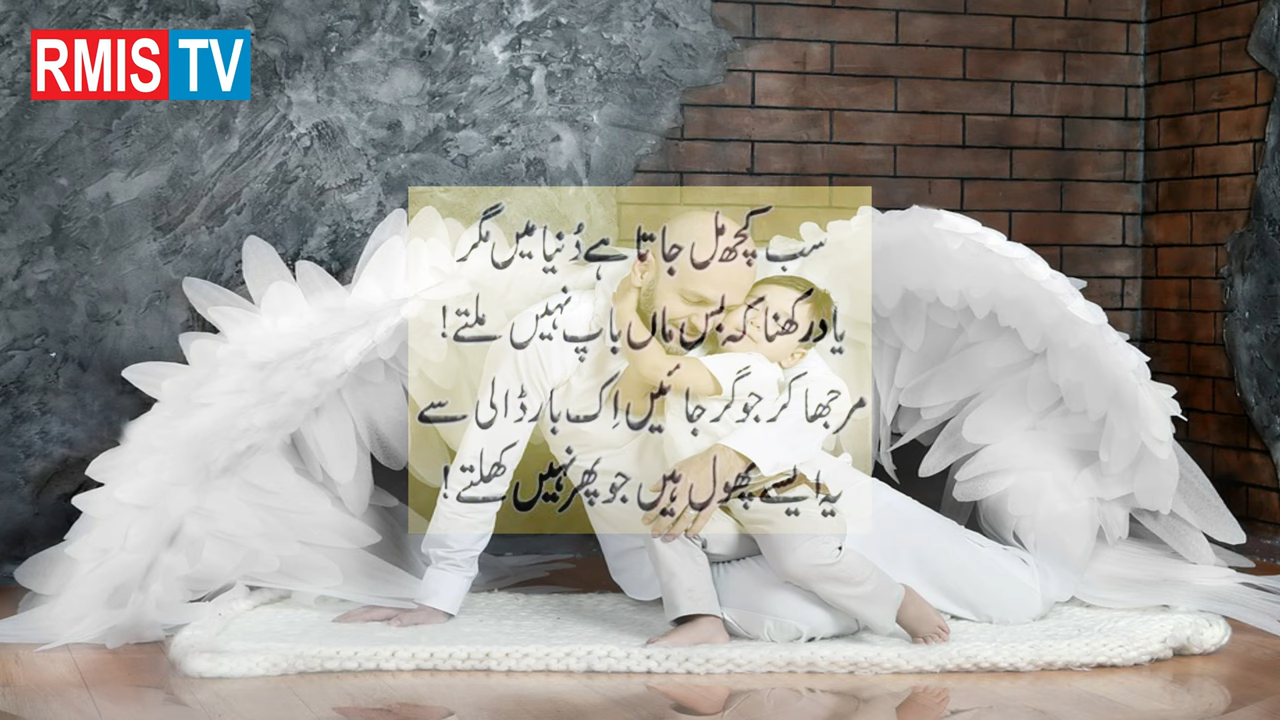 RMIS TV
سب کچھ مل جاتا ہے دُنیا میں مگر
یاد رکھنا کہ بس ماں باپ نہیں ملتے!
مرجھا کر جو گر جائیں اِک بار ڈالی سے
یہ ایسے پھول ہیں جو پھر نہیں کھلتے!